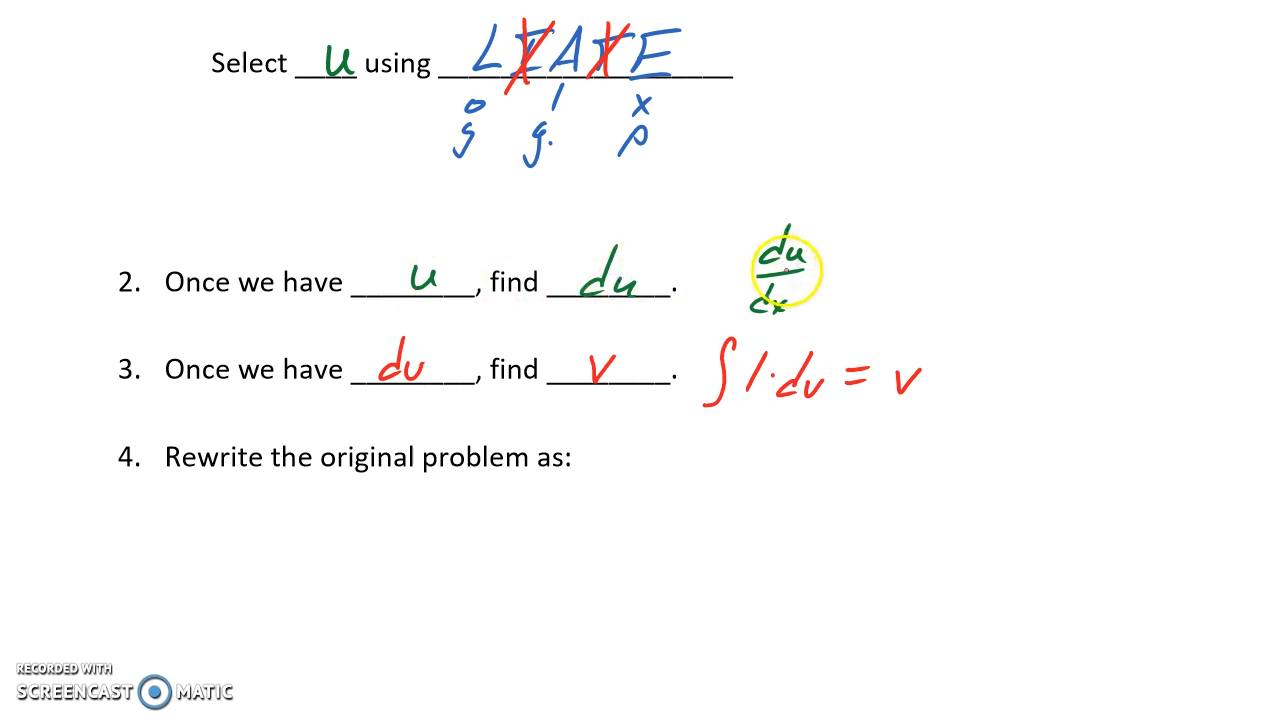 Select u using LIATE
o l x
g g. p
2. Once we have u, find du. du/dx
3. Once we have dv, find v. ∫ 1·dv = v
4. Rewrite the original problem as:
RECORDED WITH
SCREENCAST MATIC